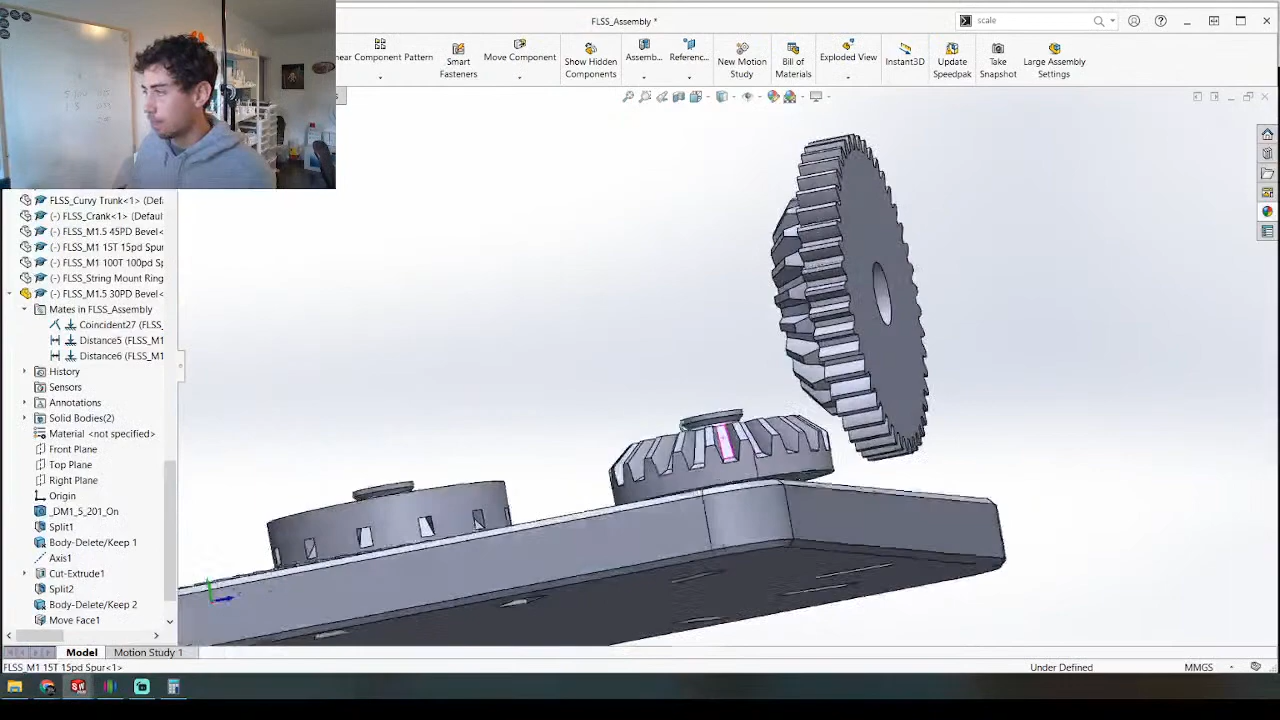 FLSS_Assembly *
scale
inear Component Pattern
Smart Fasteners
Move Component
Show Hidden Components
Assemb...
Referenc...
New Motion Study
Bill of Materials
Exploded View
Instant3D
Update Speedpak
Take Snapshot
Large Assembly Settings
FLSS_Curvy Trunk<1> (Defa
(-) FLSS_Crank<1> (Defaul
(-) FLSS_M1.5 45PD Bevel<
(-) FLSS_M1 15T 15pd Spur
(-) FLSS_M1 100T 100pd Sp
(-) FLSS_String Mount Ring
(-) FLSS_M1.5 30PD Bevel<
Mates in FLSS_Assembly
Coincident27 (FLSS_
Distance5 (FLSS_M1
Distance6 (FLSS_M1
History
Sensors
Annotations
Solid Bodies(2)
Material <not specified>
Front Plane
Top Plane
Right Plane
Origin
_DM1_5_201_On
Split1
Body-Delete/Keep 1
Axis1
Cut-Extrude1
Split2
Body-Delete/Keep 2
Move Face1
Model
Motion Study 1
FLSS_M1 15T 15pd Spur<1>
Under Defined
MMGS